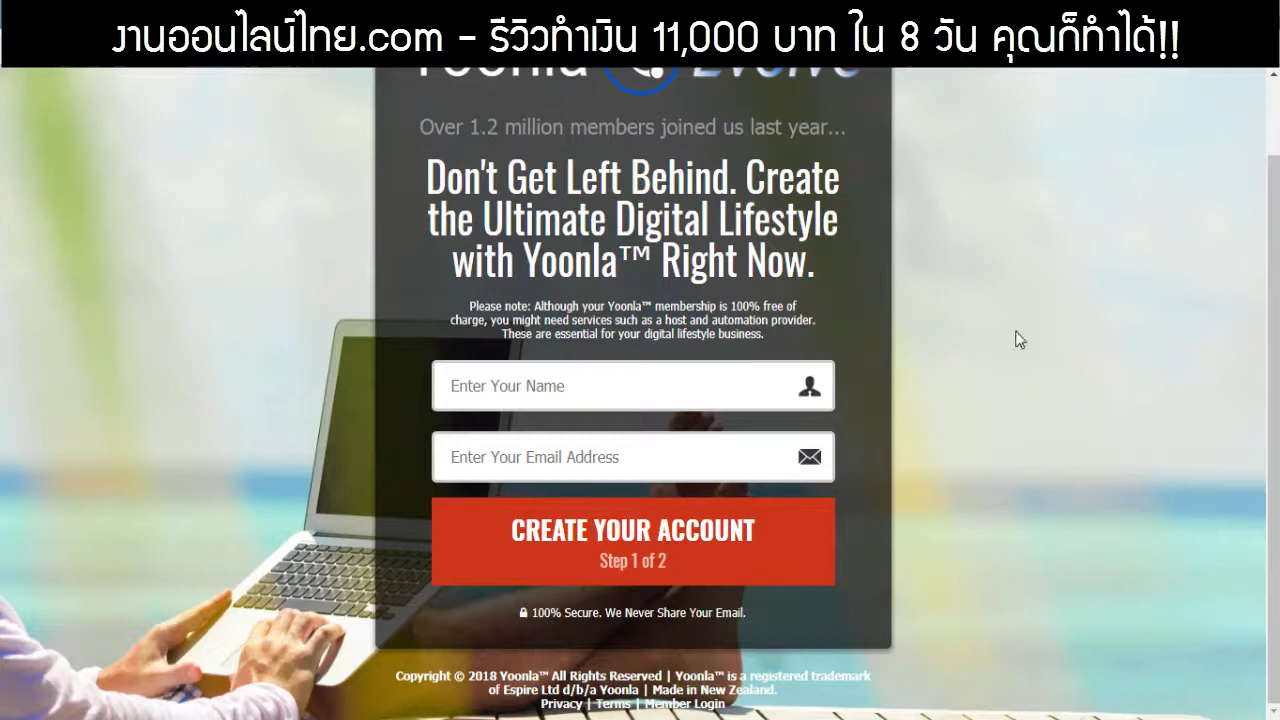 งานออนไลน์ไทย.com - รีวิวทำเงิน 11,000 บาท ใน 8 วัน คุณก็ทำได้!!
Yoonla Evolve
Over 1.2 million members joined us last year...
Don't Get Left Behind. Create
the Ultimate Digital Lifestyle
with Yoonla™ Right Now.
Please note: Although your Yoonla™ membership is 100% free of
charge, you might need services such as a host and automation provider.
These are essential for your digital lifestyle business.
Enter Your Name
Enter Your Email Address
CREATE YOUR ACCOUNT
Step 1 of 2
100% Secure. We Never Share Your Email.
Copyright © 2018 Yoonla™ All Rights Reserved | Yoonla™ is a registered trademark
of Espire Ltd d/b/a Yoonla | Made in New Zealand.
Privacy | Terms | Member Login